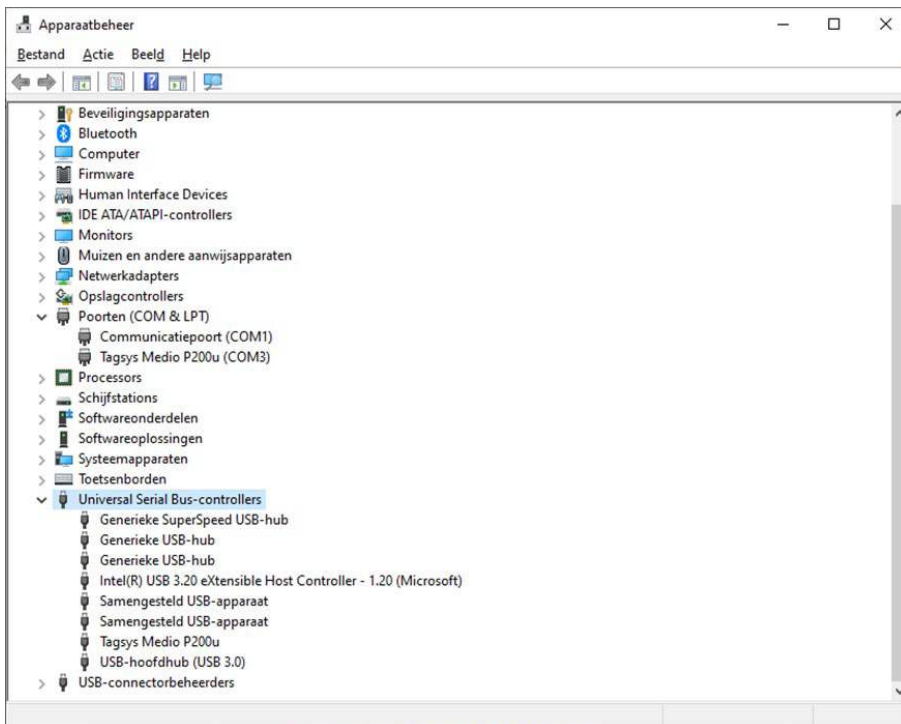 Apparaatbeheer
Bestand Actie Beeld Help
Beveiligingsapparaten
Bluetooth
Computer
Firmware
Human Interface Devices
IDE ATA/ATAPI-controllers
Monitors
Muizen en andere aanwijsapparaten
Netwerkadapters
Opslagcontrollers
Poorten (COM & LPT)
Communicatiepoort (COM1)
Tagsys Medio P200u (COM3)
Processors
Schijfstations
Softwareonderdelen
Softwareoplossingen
Systeemapparaten
Toetsenborden
Universal Serial Bus-controllers
Generieke SuperSpeed USB-hub
Generieke USB-hub
Generieke USB-hub
Intel(R) USB 3.20 eXtensible Host Controller - 1.20 (Microsoft)
Samengesteld USB-apparaat
Samengesteld USB-apparaat
Tagsys Medio P200u
USB-hoofdhub (USB 3.0)
USB-connectorbeheerders